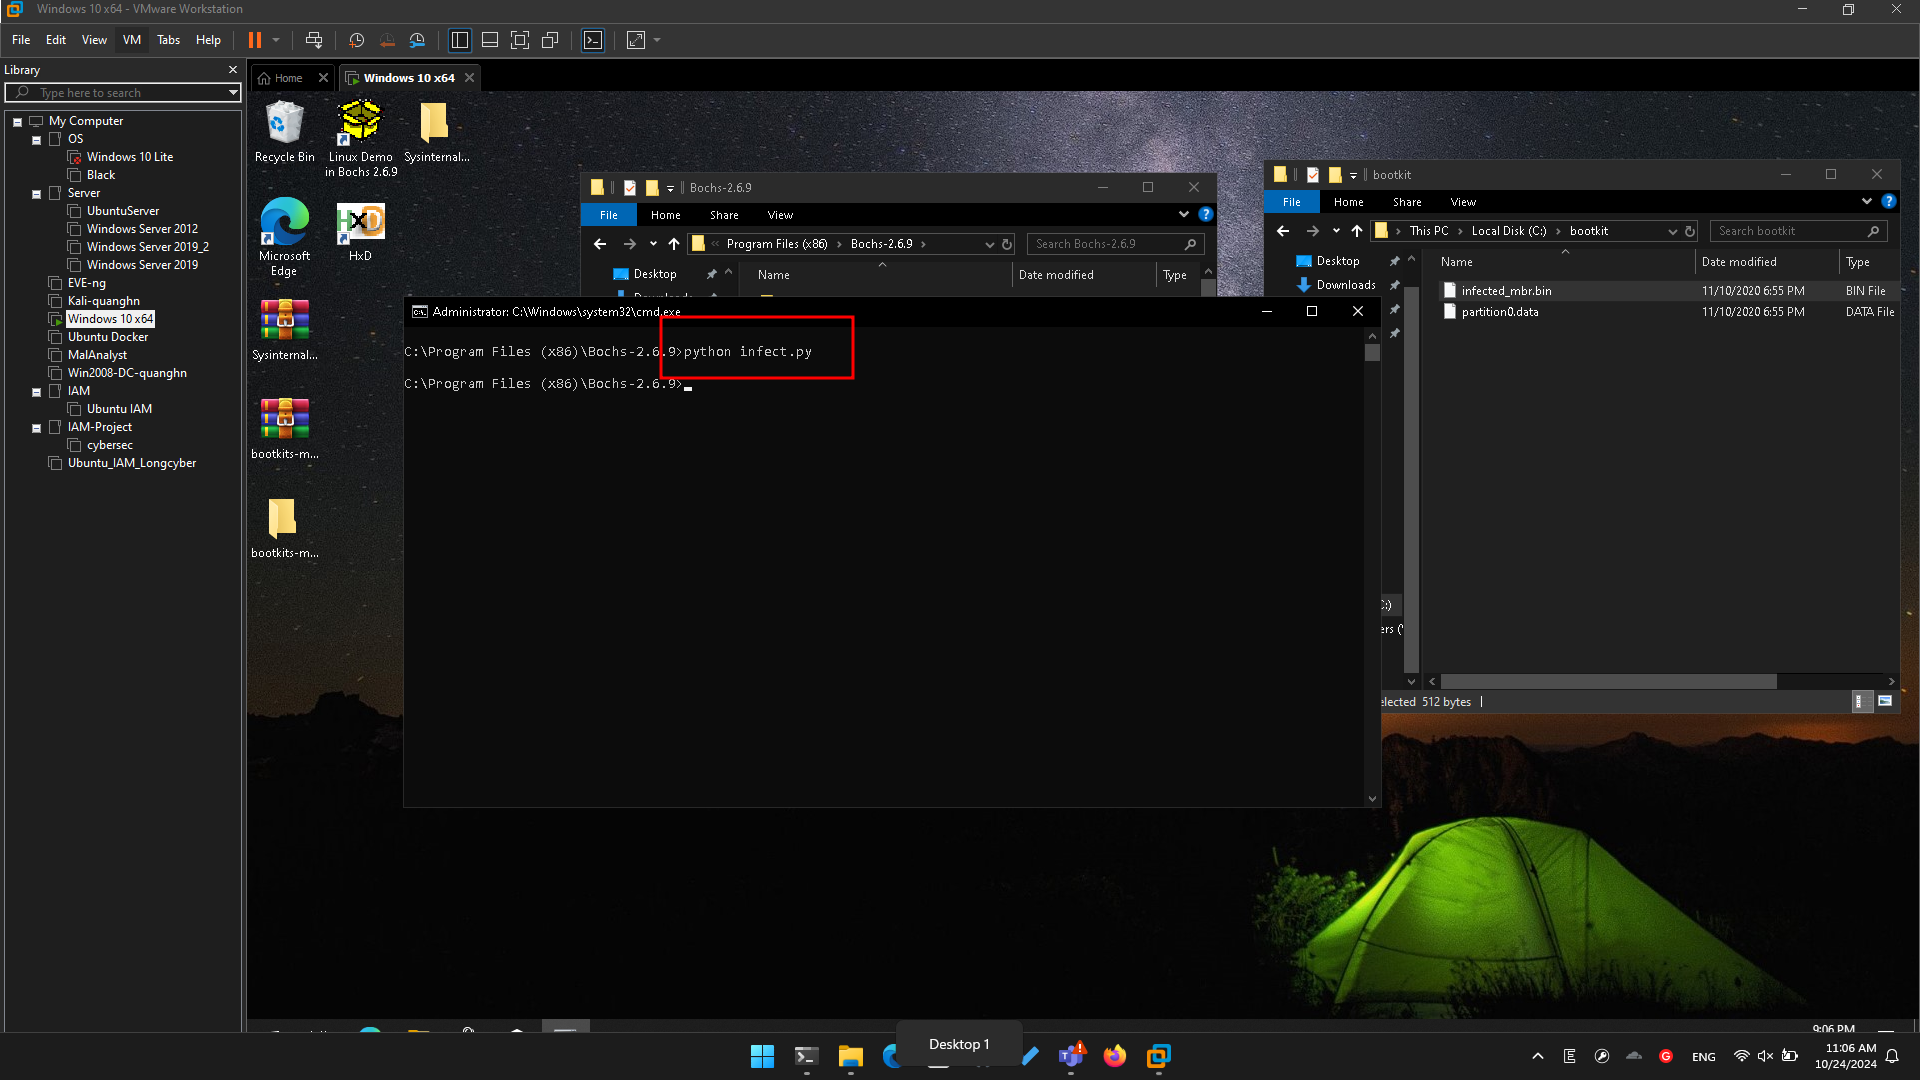 Windows 10 x64 - VMware Workstation
File Edit View VM Tabs Help
Library
Type here to search
My Computer
OS
Windows 10 Lite
Black
Server
UbuntuServer
Windows Server 2012
Windows Server 2019_2
Windows Server 2019
EVE-ng
Kali-quanghn
Windows 10 x64
Ubuntu Docker
MalAnalyst
Win2008-DC-quanghn
IAM
Ubuntu IAM
IAM-Project
cybersec
Ubuntu_IAM_Longcyber
Home
Windows 10 x64
Recycle Bin
Linux Demo
in Bochs 2.6.9
Sysinternal...
Microsoft
Edge
HxD
Sysinternal...
bootkits-m...
bootkits-m...
Bochs-2.6.9
File Home Share View
Program Files (x86) Bochs-2.6.9
Search Bochs-2.6.9
Desktop
Downloads
Name Date modified Type
bootkit
File Home Share View
This PC Local Disk (C:) bootkit
Search bootkit
Desktop
Downloads
Name Date modified Type
infected_mbr.bin 11/10/2020 6:55 PM BIN File
partition0.data 11/10/2020 6:55 PM DATA File
C:)
ers ('
elected 512 bytes
Administrator: C:\Windows\system32\cmd.exe
C:\Program Files (x86)\Bochs-2.6.9>python infect.py
C:\Program Files (x86)\Bochs-2.6.9>
9:06 PM
Desktop 1
ENG
11:06 AM
10/24/2024